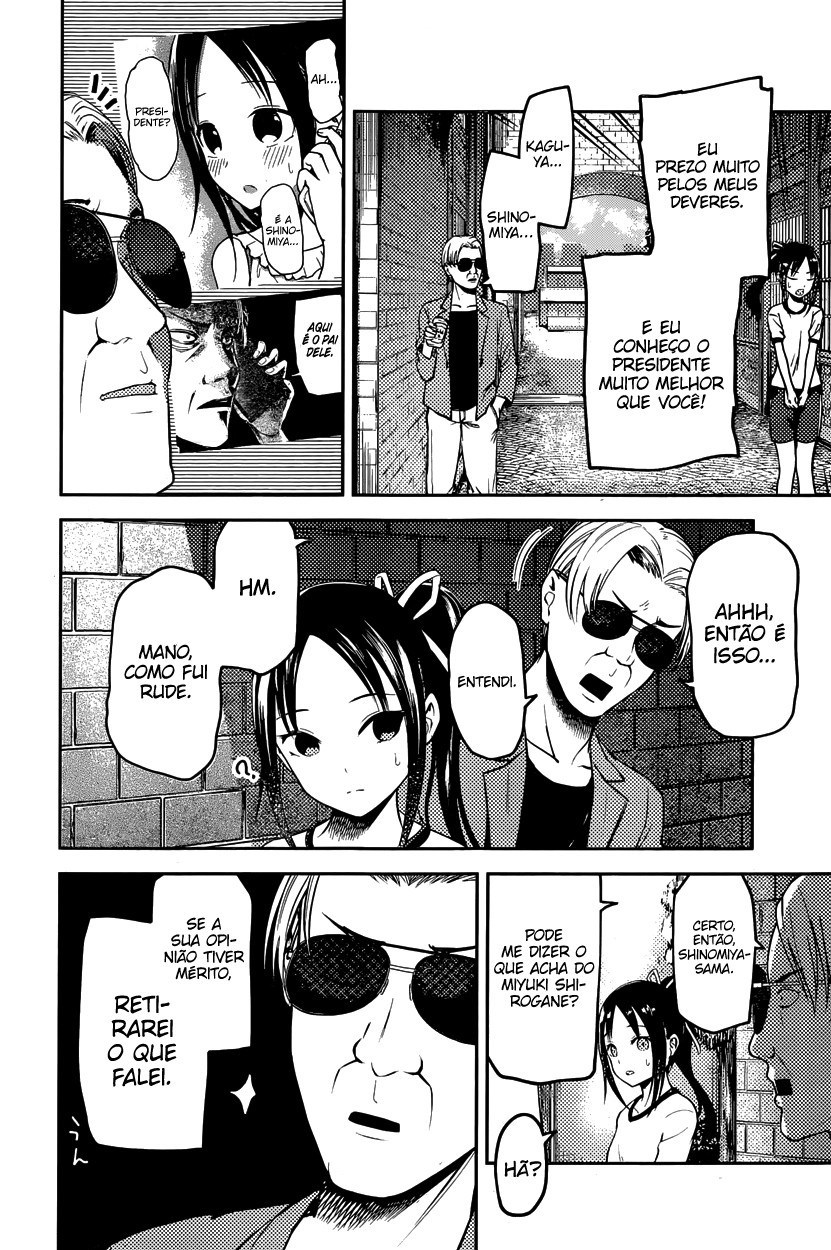 EU
PREZO MUITO
PELOS MEUS
DEVERES.
E EU
CONHEÇO O
PRESIDENTE
MUITO MELHOR
QUE VOCÊ!
KAGU-
YA...
SHINO-
MIYA...
AH...
PRESI-
DENTE?
É A
SHINO-
MIYA...
AQUI
É O PAI
DELE.
AHHH,
ENTÃO É
ISSO...
ENTENDI.
HM.
MANO,
COMO FUI
RUDE.
?
CERTO,
ENTÃO,
SHINOMIYA-
SAMA.
PODE
ME DIZER O
QUE ACHA DO
MIYUKI SHI-
ROGANE?
HÃ?
SE A
SUA OPI-
NIÃO TIVER
MÉRITO,
RETI-
RAREI
O QUE
FALEI.
うん